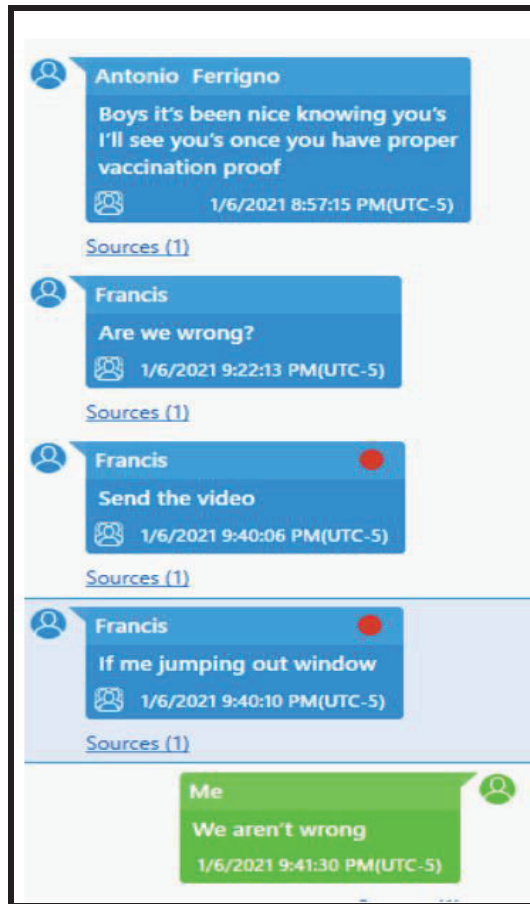 Antonio Ferrigno
Boys it's been nice knowing you's
I'll see you's once you have proper
vaccination proof
1/6/2021 8:57:15 PM(UTC-5)
Sources (1)
Francis
Are we wrong?
1/6/2021 9:22:13 PM(UTC-5)
Sources (1)
Francis
Send the video
1/6/2021 9:40:06 PM(UTC-5)
Sources (1)
Francis
If me jumping out window
1/6/2021 9:40:10 PM(UTC-5)
Sources (1)
Me
We aren't wrong
1/6/2021 9:41:30 PM(UTC-5)